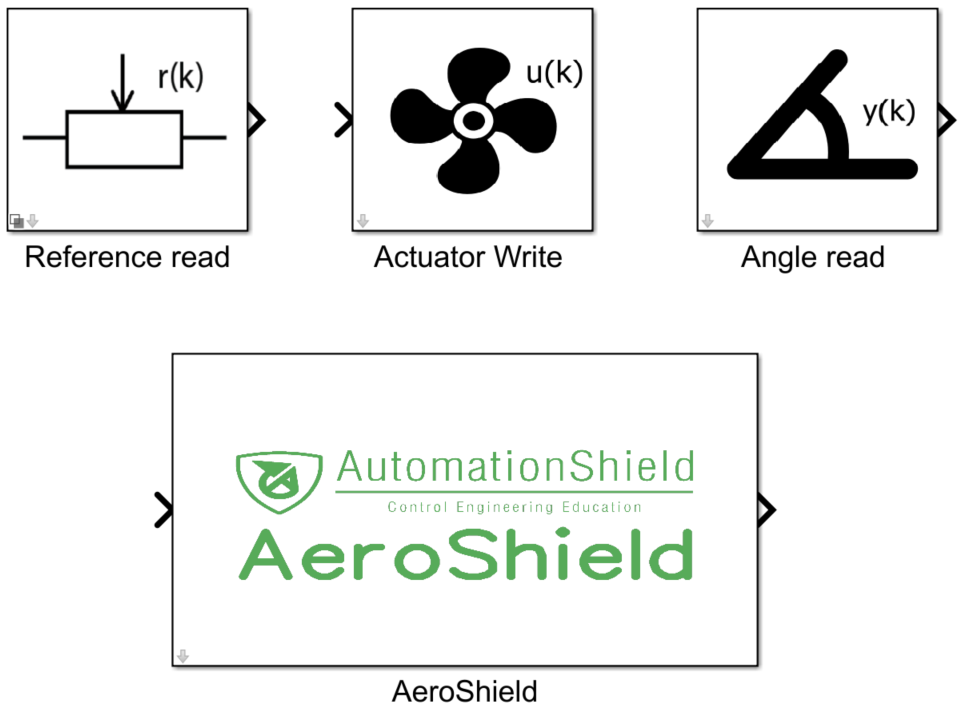 r(k)
u(k)
y(k)
Reference read
Actuator Write
Angle read
AutomationShield
Control Engineering Education
AeroShield
AeroShield